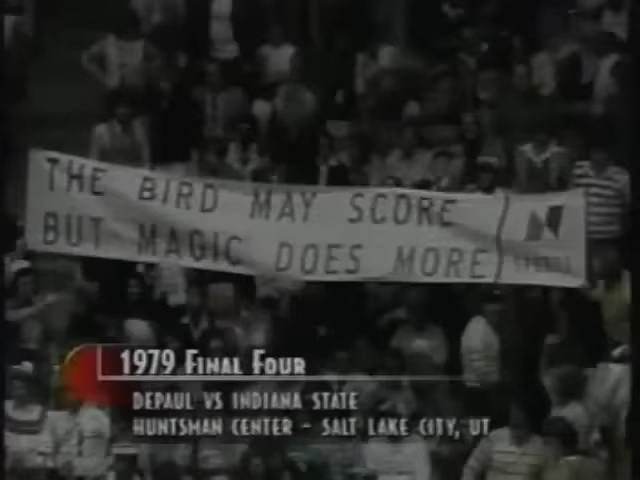 THE BIRD MAY SCORE
BUT MAGIC DOES MORE
1979 FINAL FOUR
DEPAUL VS INDIANA STATE
HUNTSMAN CENTER - SALT LAKE CITY, UT